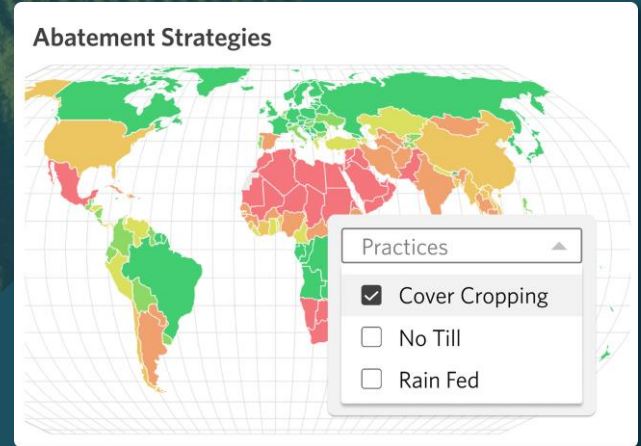 Abatement Strategies
Practices
Cover Cropping
No Till
Rain Fed